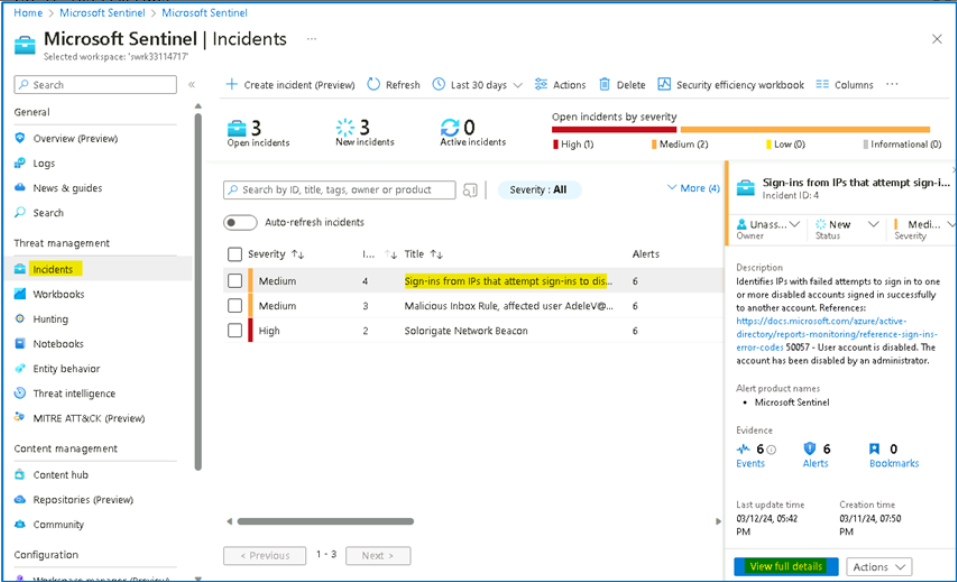 Home > Microsoft Sentinel > Microsoft Sentinel
Microsoft Sentinel | Incidents ...
Selected workspace: 'swrk33114717'
Search
General
Overview (Preview)
Logs
News & guides
Search
Threat management
Incidents
Workbooks
Hunting
Notebooks
Entity behavior
Threat intelligence
MITRE ATT&CK (Preview)
Content management
Content hub
Repositories (Preview)
Community
Configuration
Workspace manager (Preview)
+ Create incident (Preview) Refresh Last 30 days Actions Delete Security efficiency workbook Columns ...
3 Open incidents
3 New incidents
0 Active incidents
Open incidents by severity
High (1) Medium (2) Low (0) Informational (0)
Search by ID, title, tags, owner or product
Severity : All
More (4)
Auto-refresh incidents
Severity I... Title Alerts
Medium 4 Sign-ins from IPs that attempt sign-ins to dis... 6
Medium 3 Malicious Inbox Rule, affected user AdeleV@... 6
High 2 Solorigate Network Beacon 6
< Previous 1 - 3 Next >
Sign-ins from IPs that attempt sign-i...
Incident ID: 4
Unass... New Medi...
Owner Status Severity
Description
Identifies IPs with failed attempts to sign in to one
or more disabled accounts signed in successfully
to another account. References:
https://docs.microsoft.com/azure/active-
directory/reports-monitoring/reference-sign-ins-
error-codes 50057 - User account is disabled. The
account has been disabled by an administrator.
Alert product names
• Microsoft Sentinel
Evidence
6 6 0
Events Alerts Bookmarks
Last update time Creation time
03/12/24, 05:42 03/11/24, 07:50
PM PM
View full details Actions